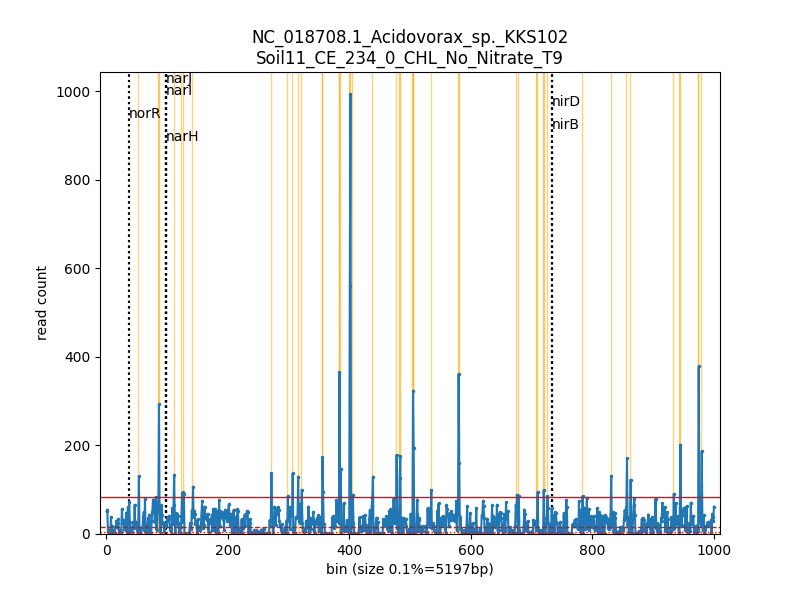 NC_018708.1_Acidovorax_sp._KKS102
Soil11_CE_234_0_CHL_No_Nitrate_T9
read count
1000
800
600
400
200
0
narJ
narI
norR
narH
nirD
nirB
0 200 400 600 800 1000
bin (size 0.1%=5197bp)